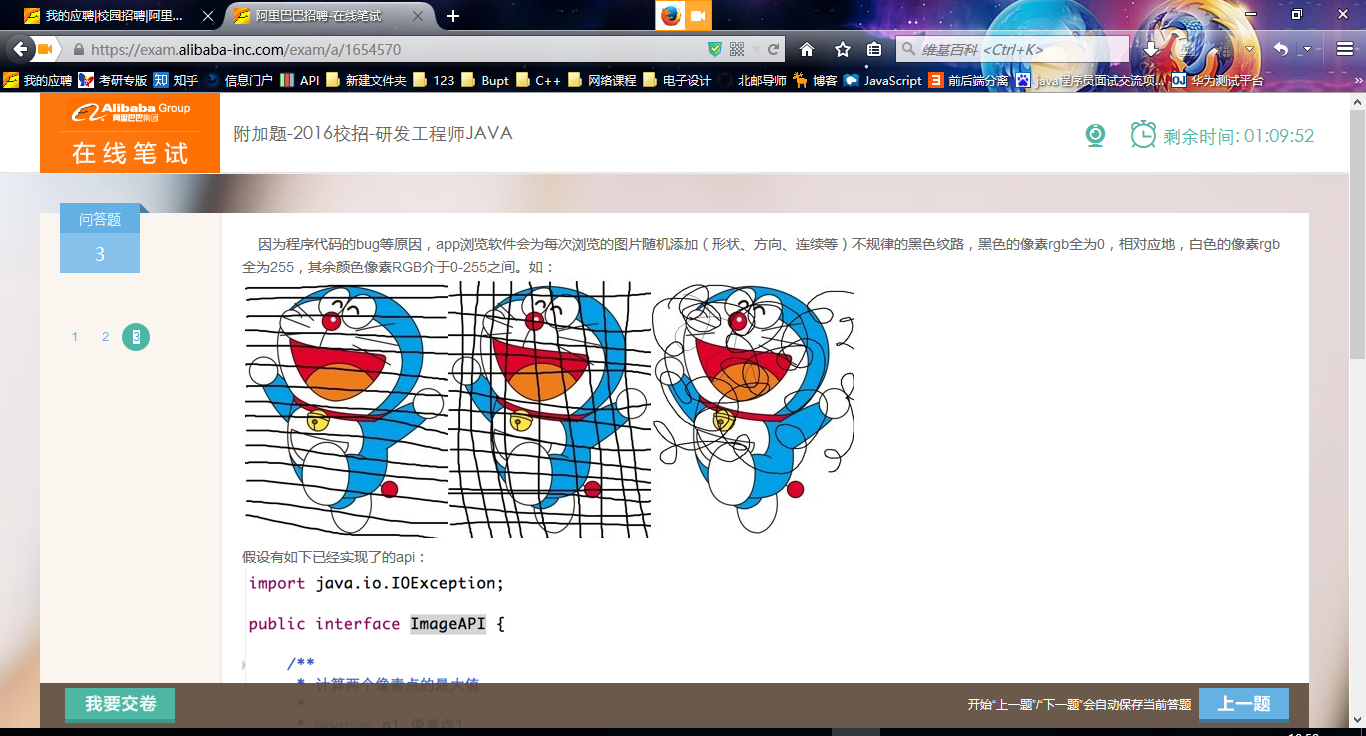 我的应聘|校园招聘|阿里...
阿里巴巴招聘-在线笔试
https://exam.alibaba-inc.com/exam/a/1654570
维基百科 <Ctrl+K>
我的应聘 考研专版 知乎 信息门户 API 新建文件夹 123 Bupt C++ 网络课程 电子设计 北邮导师 博客 JavaScript 前后端分离 java程序员面试交流项... 华为测试平台
Alibaba Group
阿里巴巴集团
在线笔试
附加题-2016校招-研发工程师JAVA
剩余时间: 01:09:52
问答题
3
1 2 3
因为程序代码的bug等原因，app浏览软件会为每次浏览的图片随机添加（形状、方向、连续等）不规律的黑色纹路，黑色的像素rgb全为0，相对应地，白色的像素rgb
全为255，其余颜色像素RGB介于0-255之间。如：
假设有如下已经实现了的api：
import java.io.IOException;
public interface ImageAPI {
/**
* 计算两个像素点的最大值
*
* @param p1 像素点1
我要交卷
开始“上一题”/“下一题”会自动保存当前答题
上一题